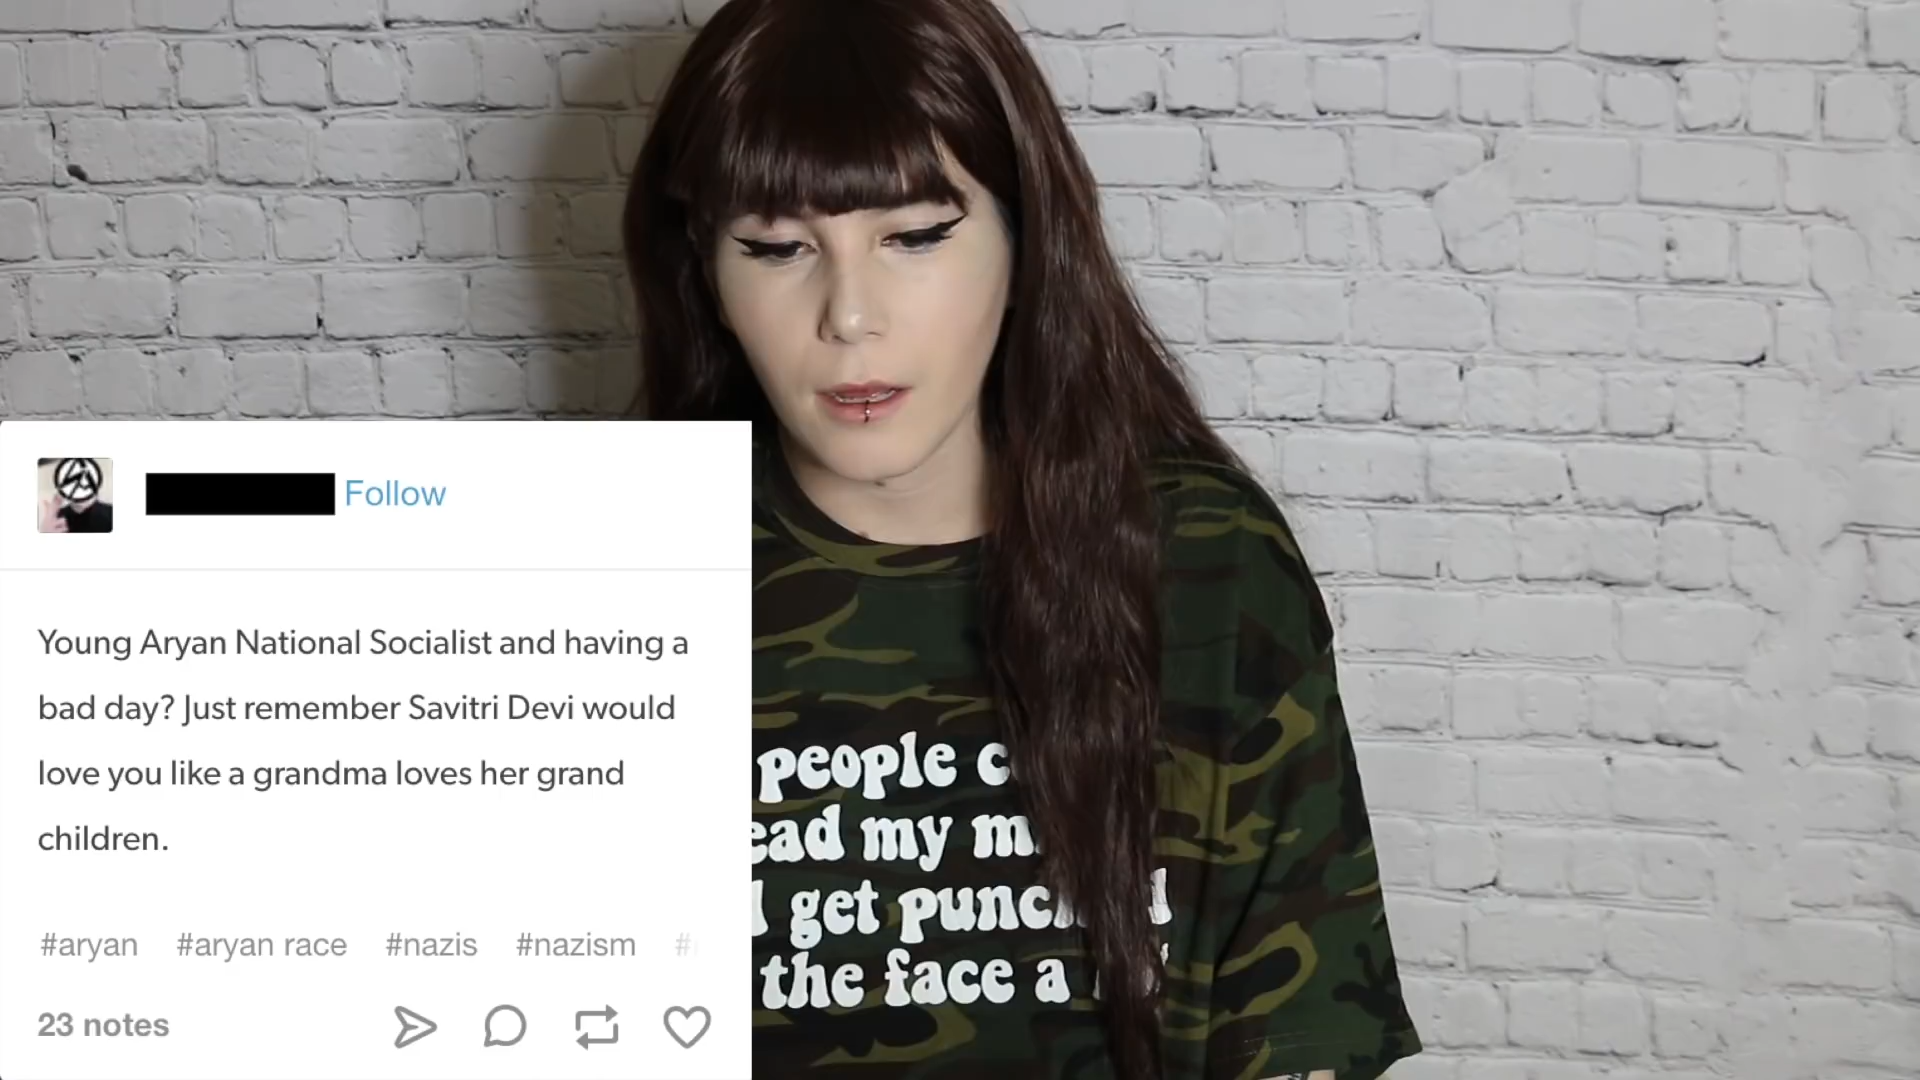 Follow
Young Aryan National Socialist and having a
bad day? Just remember Savitri Devi would
love you like a grandma loves her grand
children.
#aryan #aryan race #nazis #nazism
23 notes
people
my
get
the face a